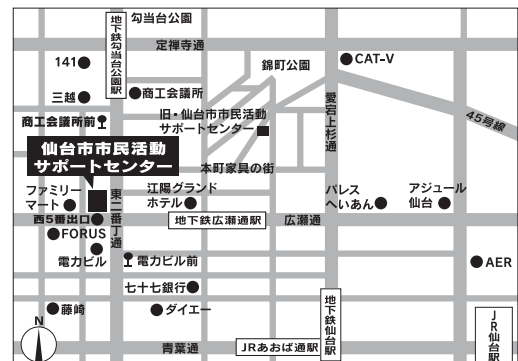 勾当台公園
地下鉄勾当台公園駅
定禅寺通
141
錦町公園
CAT-V
三越
商工会議所
愛宕上杉通
45号線
商工会議所前
旧・仙台市市民活動
サポートセンター
仙台市市民活動
サポートセンター
本町家具の街
ファミリー
マート
東二番丁通
江陽グランド
ホテル
パレス
へいあん
アジュール
仙台
西5番出口
地下鉄広瀬通駅
広瀬通
FORUS
電力ビル
電力ビル前
AER
七十七銀行
藤崎
ダイエー
地下鉄仙台駅
JR仙台駅
N
青葉通
JRあおば通駅